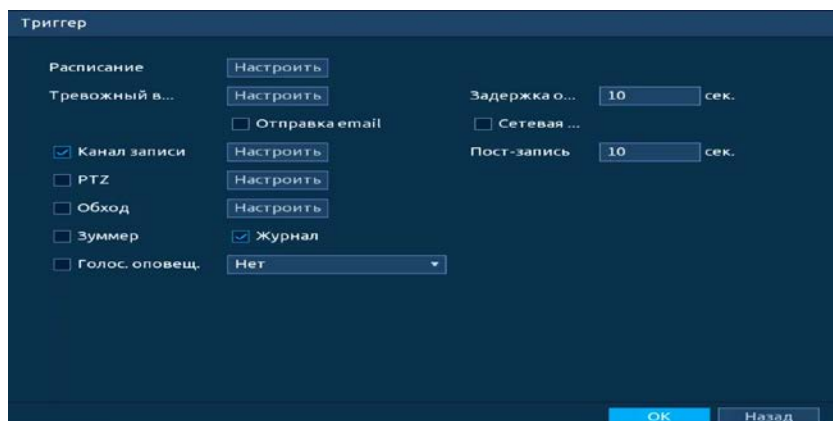 Триггер
Расписание Настроить
Тревожный в... Настроить Задержка о... 10 сек.
Отправка email Сетевая ...
Канал записи Настроить Пост-запись 10 сек.
PTZ Настроить
Обход Настроить
Зуммер Журнал
Голос. оповещ. Нет
OK Назад